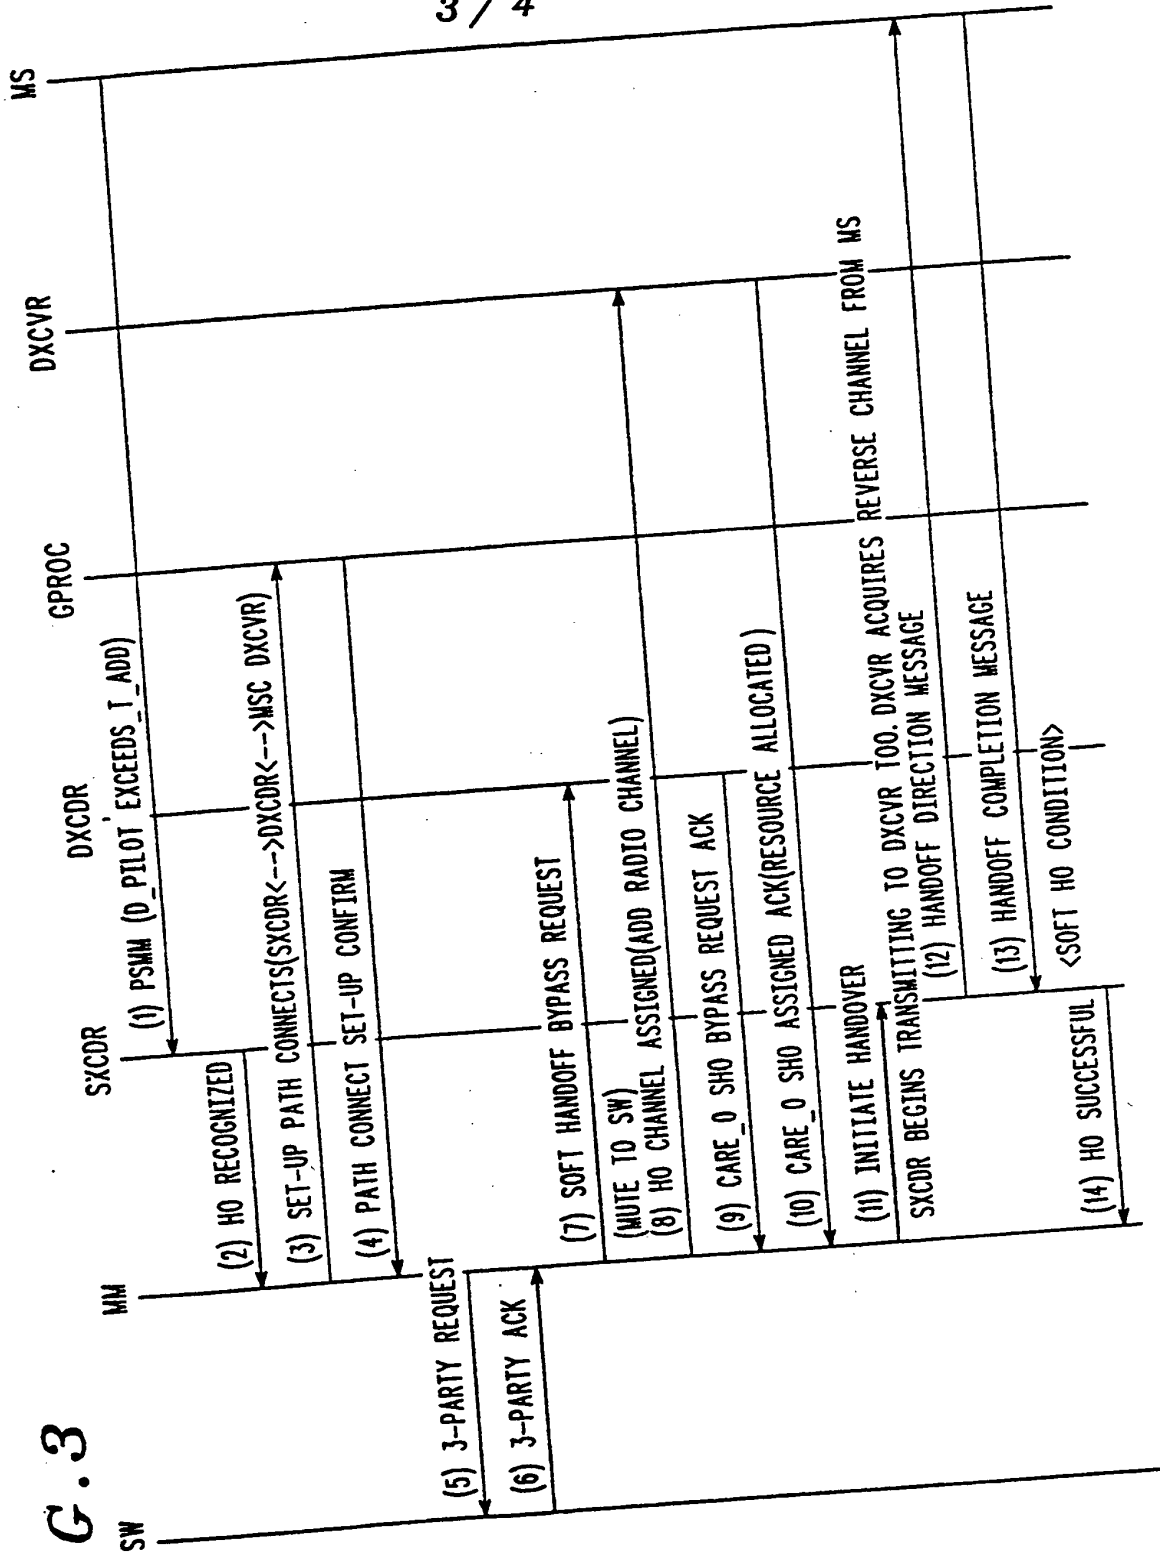 3/4
G.3
SW
MM
SXCDR
DXCDR
GPROC
DXCVR
MS
(1) PSMM (D_PILOT EXCEEDS_T_ADD)
(2) HO RECOGNIZED
(3) SET-UP PATH CONNECTS(SXCDR<-->DXCDR<-->MSC DXCVR)
(4) PATH CONNECT SET-UP CONFIRM
(5) 3-PARTY REQUEST
(6) 3-PARTY ACK
(7) SOFT HANDOFF BYPASS REQUEST
(MUTE TO SW)
(8) HO CHANNEL ASSIGNED(ADD RADIO CHANNEL)
(9) CARE_O SHO BYPASS REQUEST ACK
(10) CARE_O SHO ASSIGNED ACK(RESOURCE ALLOCATED)
(11) INITIATE HANDOVER
SXCDR BEGINS TRANSMITTING TO DXCVR TOO. DXCVR ACQUIRES REVERSE CHANNEL FROM MS
(12) HANDOFF DIRECTION MESSAGE
(13) HANDOFF COMPLETION MESSAGE
<SOFT HO CONDITION>
(14) HO SUCCESSFUL